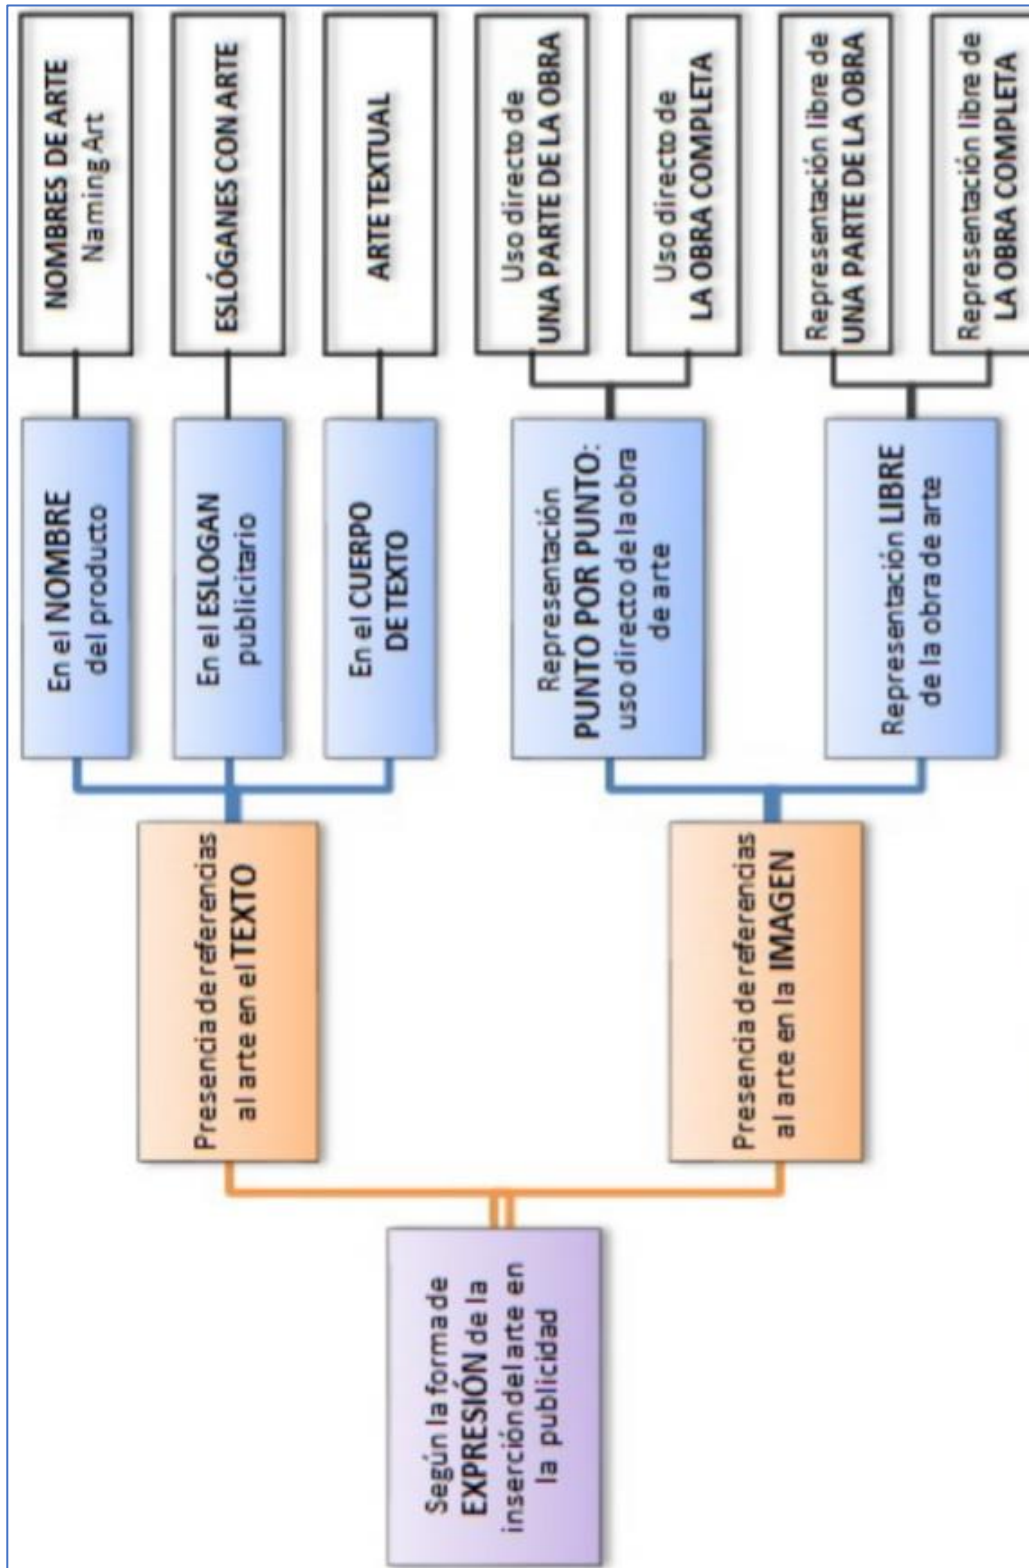 Según la forma de
EXPRESIÓN de la
inserción del arte en
la publicidad
Presencia de referencias
al arte en el TEXTO
En el NOMBRE
del producto
NOMBRES DE ARTE
Naming Art
En el ESLOGAN
publicitario
ESLÓGANES CON ARTE
En el CUERPO
DE TEXTO
ARTE TEXTUAL
Presencia de referencias
al arte en la IMAGEN
Representación
PUNTO POR PUNTO:
uso directo de la obra
de arte
Uso directo de
UNA PARTE DE LA OBRA
Uso directo de
LA OBRA COMPLETA
Representación LIBRE
de la obra de arte
Representación libre de
UNA PARTE DE LA OBRA
Representación libre de
LA OBRA COMPLETA